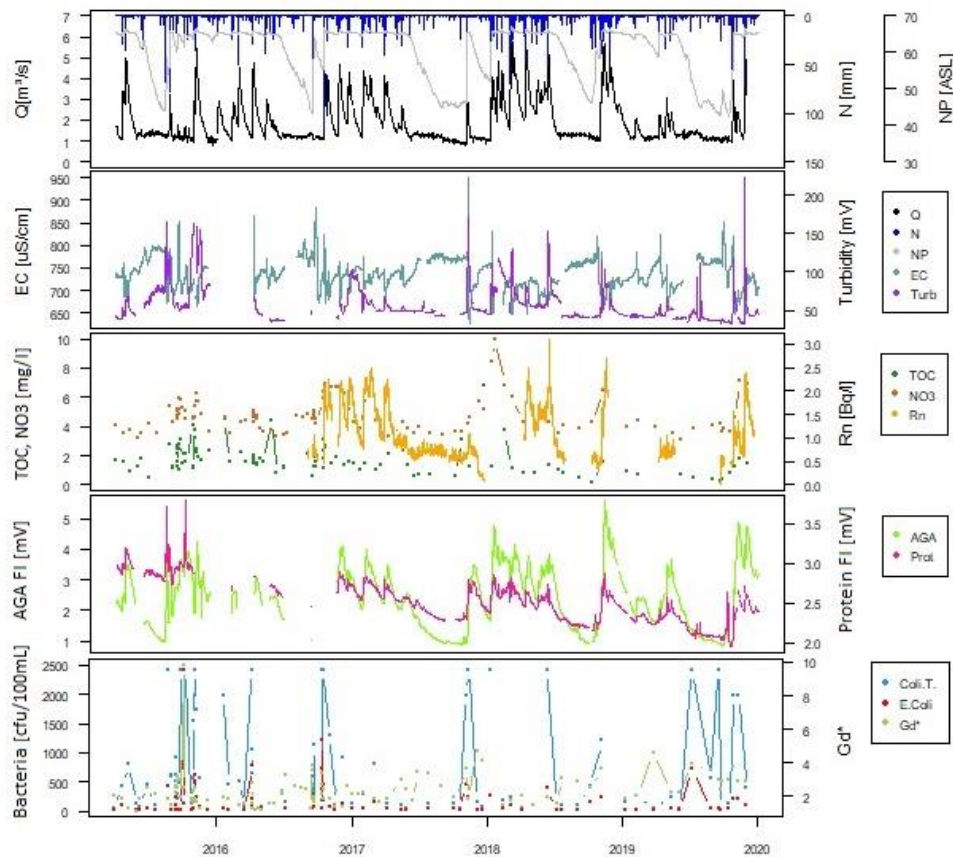 Q[m³/s]
7
6
5
4
3
2
1
0
N [mm]
0
50
100
150
NP [ASL]
70
60
50
40
30
EC [uS/cm]
950
900
850
800
750
700
650
Turbidity [mV]
200
150
100
50
Q
N
NP
EC
Turb
TOC, NO3 [mg/l]
10
8
6
4
2
0
Rn [Bq/l]
3.0
2.5
2.0
1.5
1.0
0.5
0.0
TOC
NO3
Rn
AGA FI [mV]
5
4
3
2
1
Protein FI [mV]
3.5
3.0
2.5
2.0
AGA
Prot
Bacteria [cfu/100mL]
2500
2000
1500
1000
500
0
Gd*
10
8
6
4
2
Coli.T.
E.Coli
Gd*
2016 2017 2018 2019 2020